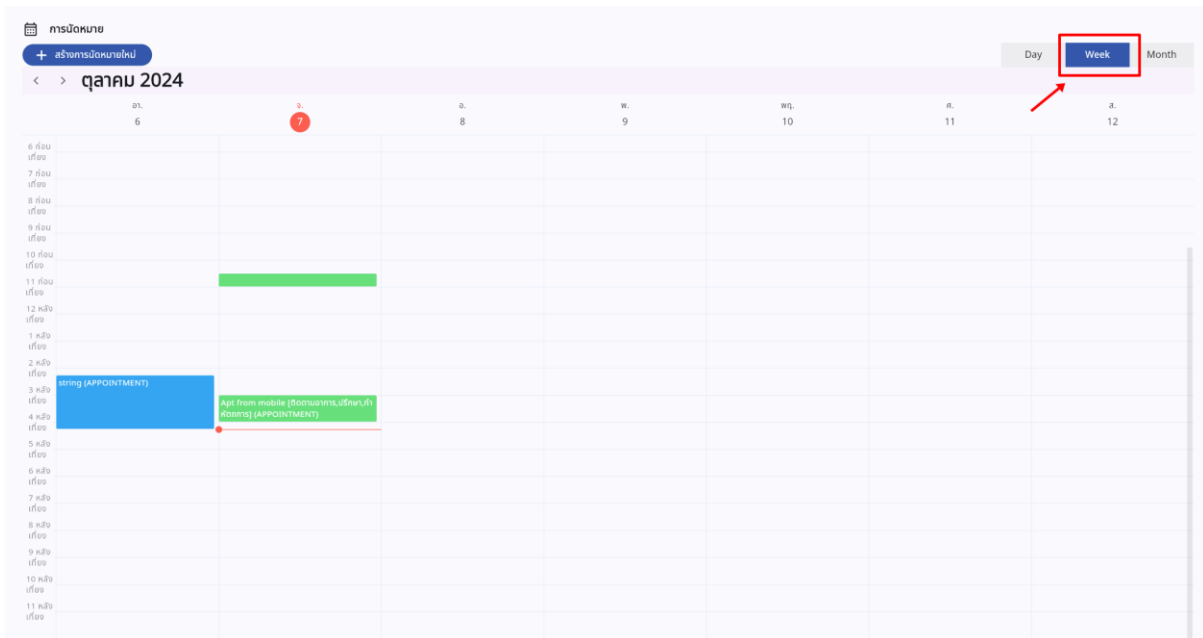 การนัดหมาย
+ สร้างการนัดหมายใหม่
Day Week Month
< > ตุลาคม 2024
อา. จ. อ. พ. พฤ. ศ. ส.
6 7 8 9 10 11 12
6 ก่อน
เที่ยง
7 ก่อน
เที่ยง
8 ก่อน
เที่ยง
9 ก่อน
เที่ยง
10 ก่อน
เที่ยง
11 ก่อน
เที่ยง
12 หลัง
เที่ยง
1 หลัง
เที่ยง
2 หลัง
เที่ยง
string (APPOINTMENT)
3 หลัง
เที่ยง
Apt from mobile [ติดตามอาการ,ปรึกษา,ทำ
หัตถการ] (APPOINTMENT)
4 หลัง
เที่ยง
5 หลัง
เที่ยง
6 หลัง
เที่ยง
7 หลัง
เที่ยง
8 หลัง
เที่ยง
9 หลัง
เที่ยง
10 หลัง
เที่ยง
11 หลัง
เที่ยง